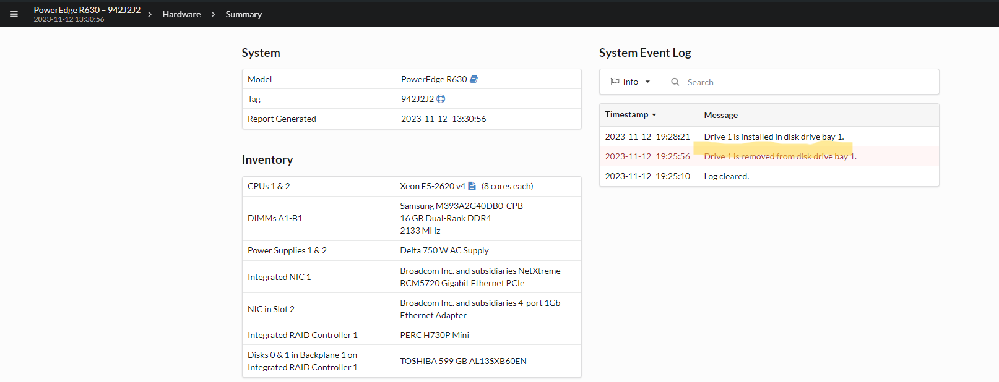 PowerEdge R630 – 942J2J2 > Hardware > Summary
2023-11-12 13:30:56
System
Model PowerEdge R630
Tag 942J2J2
Report Generated 2023-11-12 13:30:56
Inventory
CPUs 1 & 2 Xeon E5-2620 v4 (8 cores each)
DIMMs A1-B1
Samsung M393A2G40DB0-CPB
16 GB Dual-Rank DDR4
2133 MHz
Power Supplies 1 & 2 Delta 750 W AC Supply
Integrated NIC 1
Broadcom Inc. and subsidiaries NetXtreme
BCM5720 Gigabit Ethernet PCIe
NIC in Slot 2
Broadcom Inc. and subsidiaries 4-port 1Gb
Ethernet Adapter
Integrated RAID Controller 1 PERC H730P Mini
Disks 0 & 1 in Backplane 1 on
Integrated RAID Controller 1
TOSHIBA 599 GB AL13SXB60EN
System Event Log
Info Search
Timestamp Message
2023-11-12 19:28:21 Drive 1 is installed in disk drive bay 1.
2023-11-12 19:25:56 Drive 1 is removed from disk drive bay 1.
2023-11-12 19:25:10 Log cleared.